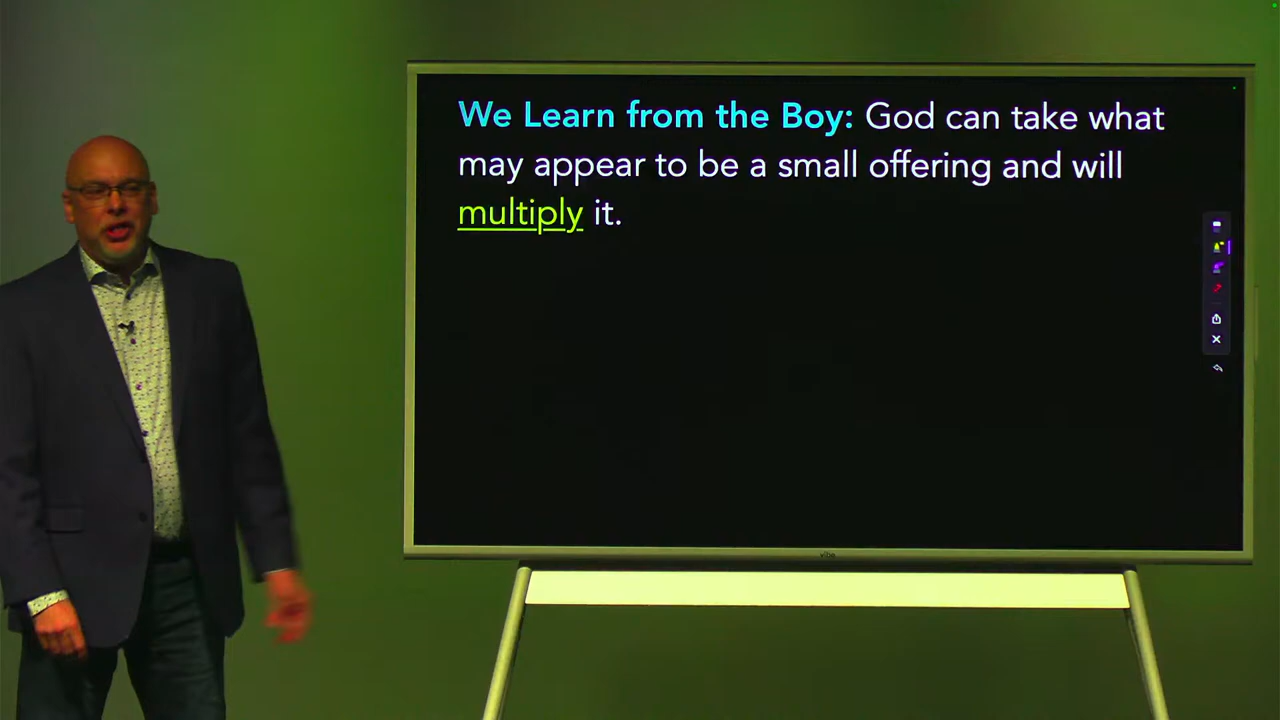 We Learn from the Boy: God can take what
may appear to be a small offering and will
multiply it.
vibe